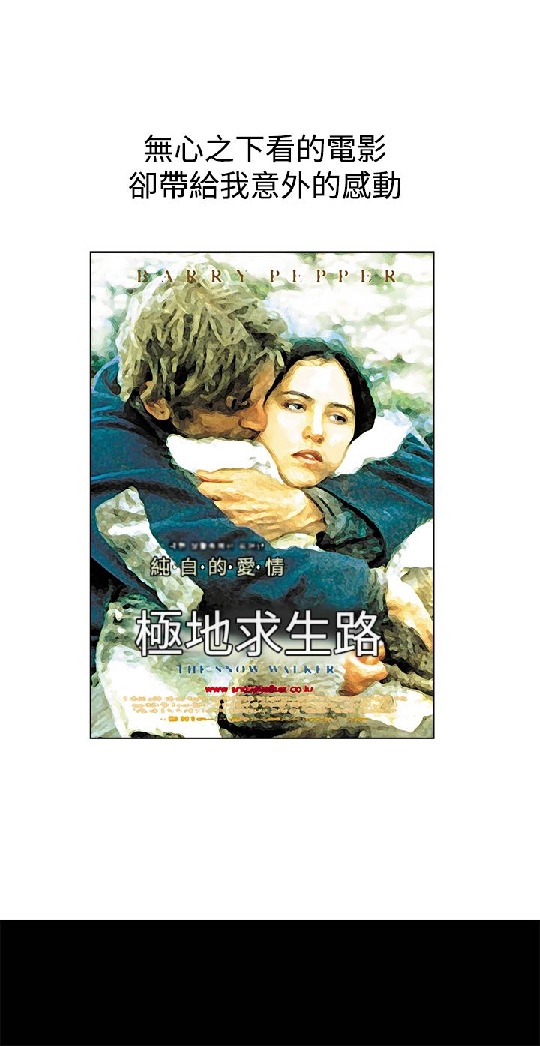 無心之下看的電影
卻帶給我意外的感動
BARRY PEPPER
純·自·的·愛·情
極地求生路
THE SNOW WALKER